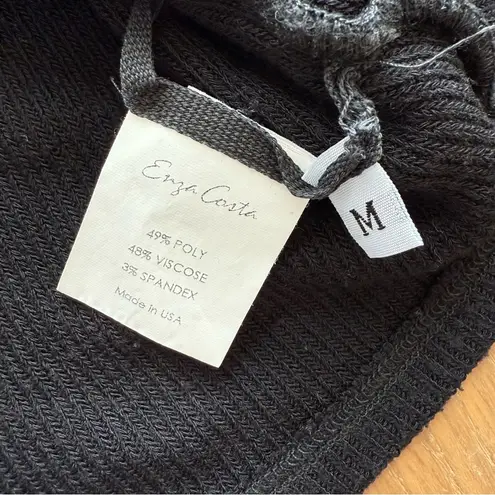 Enza Costa
49% POLY
48% VISCOSE
3% SPANDEX
Made in USA
M